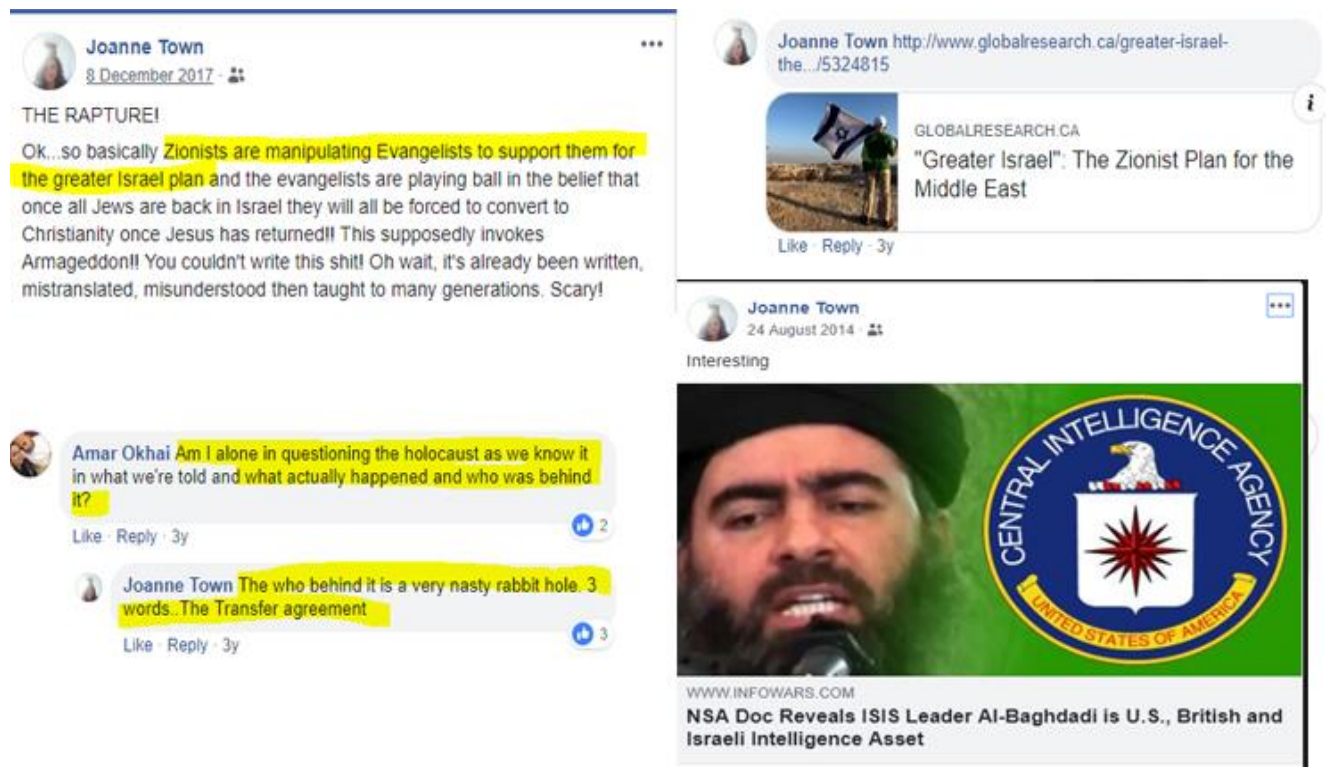 Joanne Town
8 December 2017
THE RAPTURE!
Ok...so basically Zionists are manipulating Evangelists to support them for
the greater Israel plan and the evangelists are playing ball in the belief that
once all Jews are back in Israel they will all be forced to convert to
Christianity once Jesus has returned!! This supposedly invokes
Armageddon!! You couldn't write this shit! Oh wait, it's already been written,
mistranslated, misunderstood then taught to many generations. Scary!
Amar Okhai Am I alone in questioning the holocaust as we know it
in what we're told and what actually happened and who was behind
it?
Like · Reply · 3y
2
Joanne Town The who behind it is a very nasty rabbit hole. 3
words..The Transfer agreement
Like · Reply · 3y
3
Joanne Town http://www.globalresearch.ca/greater-israel-
the.../5324815
i
GLOBALRESEARCH.CA
"Greater Israel": The Zionist Plan for the
Middle East
Like · Reply · 3y
Joanne Town
24 August 2014
Interesting
CENTRAL INTELLIGENCE AGENCY
UNITED STATES OF AMERICA
WWW.INFOWARS.COM
NSA Doc Reveals ISIS Leader Al-Baghdadi is U.S., British and
Israeli Intelligence Asset